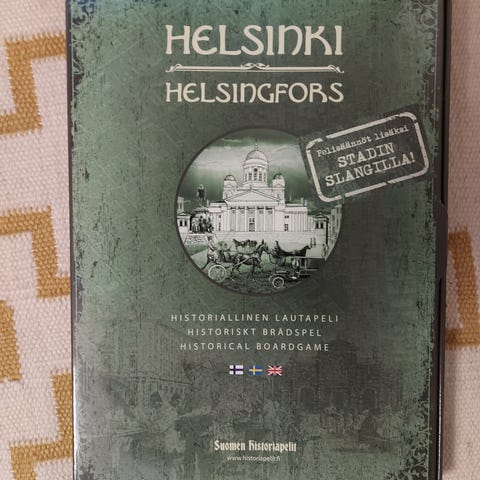 HELSINKI
HELSINGFORS
Pelisäännöt lisäksi
STADIN
SLANGILLA!
HISTORIALLINEN LAUTAPELI
HISTORISKT BRÄDSPEL
HISTORICAL BOARDGAME
Suomen Historiapelit
www.historiapelit.fi